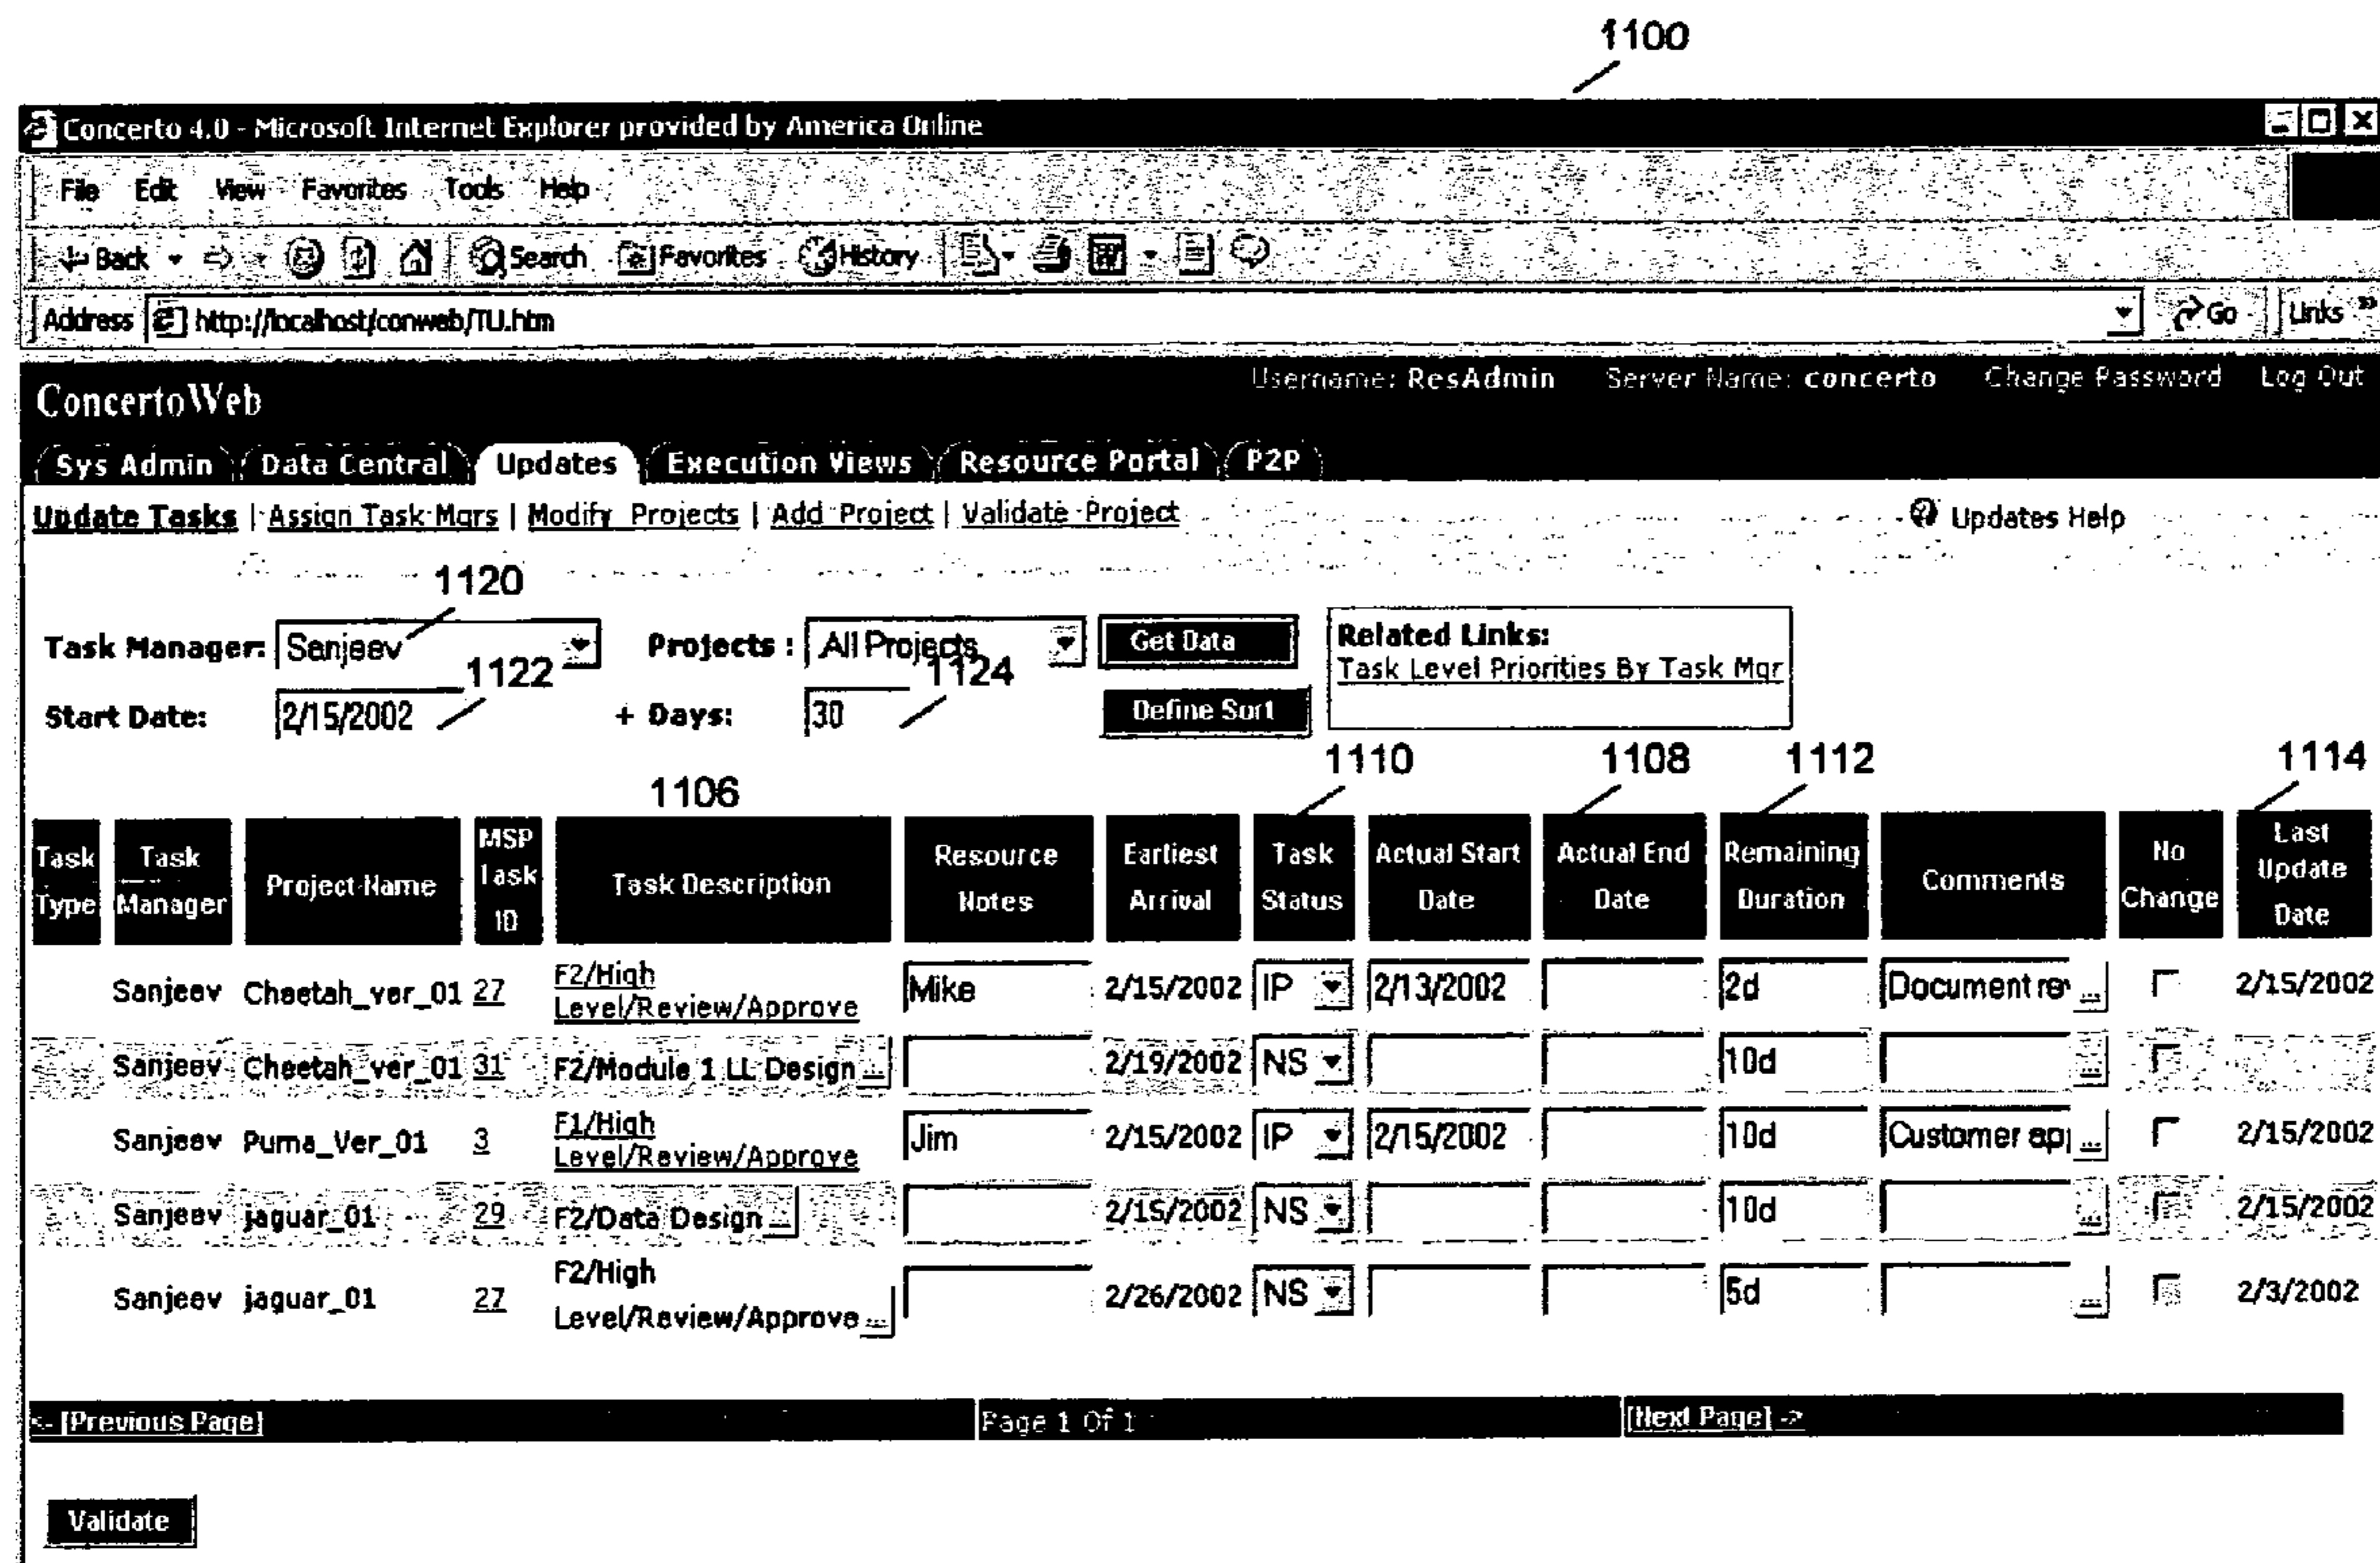 1100
Concerto 4.0 - Microsoft Internet Explorer provided by America Online
File Edit View Favorites Tools Help
Back Search Favorites History
Address http://localhost/conweb/TU.htm Go Links »
ConcertoWeb Username: ResAdmin Server Name: concerto Change Password Log Out
Sys Admin Data Central Updates Execution Views Resource Portal P2P
Update Tasks | Assign Task Mgrs | Modify Projects | Add Project | Validate Project Updates Help
1120
Task Manager: Sanjeev Projects : All Projects Get Data Related Links:
Task Level Priorities By Task Mgr
1122 1124
Start Date: 2/15/2002 + Days: 30 Define Sort
1106 1110 1108 1112 1114
Task Type Task Manager Project Name MSP Task ID Task Description Resource Notes Earliest Arrival Task Status Actual Start Date Actual End Date Remaining Duration Comments No Change Last Update Date
Sanjeev Cheetah_ver_01 27 F2/High Level/Review/Approve Mike 2/15/2002 IP 2/13/2002 2d Document re ... 2/15/2002
Sanjeev Cheetah_ver_01 31 F2/Module 1 LL Design ... 2/19/2002 NS 10d ...
Sanjeev Puma_Ver_01 3 F1/High Level/Review/Approve Jim 2/15/2002 IP 2/15/2002 10d Customer ap ... 2/15/2002
Sanjeev jaguar_01 29 F2/Data Design ... 2/15/2002 NS 10d ... 2/15/2002
Sanjeev jaguar_01 27 F2/High Level/Review/Approve ... 2/26/2002 NS 5d ... 2/3/2002
<- [Previous Page] Page 1 Of 1 [Next Page] ->
Validate